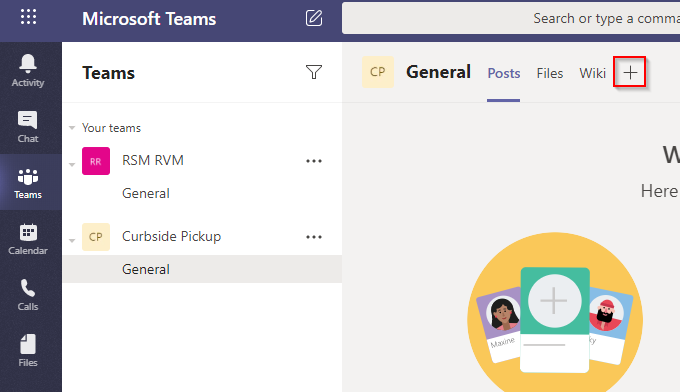 Microsoft Teams
Search or type a comma
Activity
Chat
Teams
Calendar
Calls
Files
Teams
Your teams
RR RSM RVM
General
CP Curbside Pickup
General
CP General Posts Files Wiki
W
Here
Maxine
ky